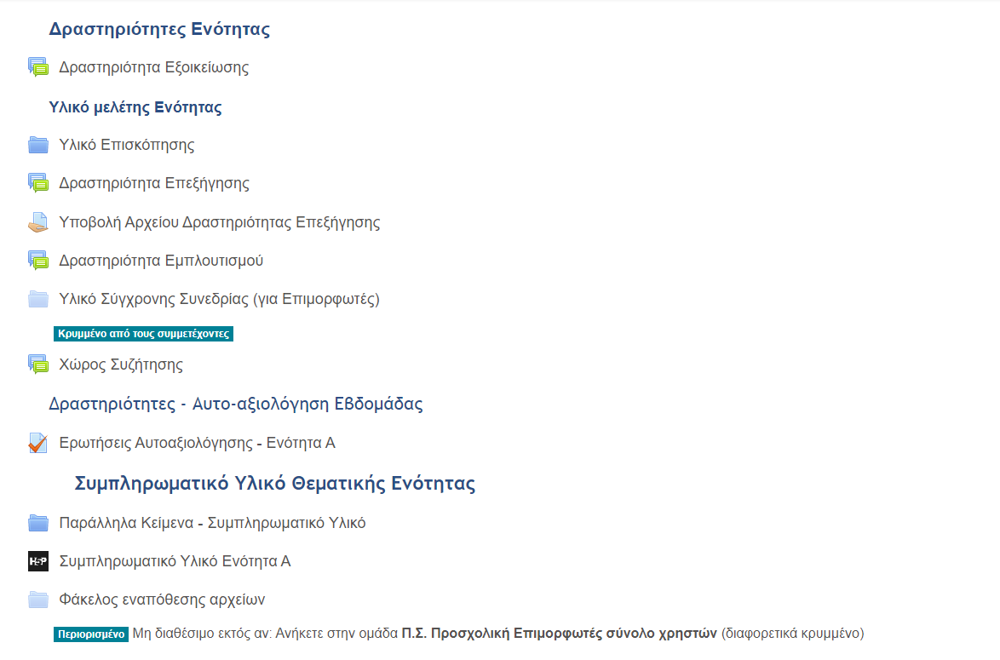 Δραστηριότητες Ενότητας
Δραστηριότητα Εξοικείωσης
Υλικό μελέτης Ενότητας
Υλικό Επισκόπησης
Δραστηριότητα Επεξήγησης
Υποβολή Αρχείου Δραστηριότητας Επεξήγησης
Δραστηριότητα Εμπλουτισμού
Υλικό Σύγχρονης Συνεδρίας (για Επιμορφωτές)
Κρυμμένο από τους συμμετέχοντες
Χώρος Συζήτησης
Δραστηριότητες - Αυτο-αξιολόγηση Εβδομάδας
Ερωτήσεις Αυτοαξιολόγησης - Ενότητα Α
Συμπληρωματικό Υλικό Θεματικής Ενότητας
Παράλληλα Κείμενα - Συμπληρωματικό Υλικό
H5P Συμπληρωματικό Υλικό Ενότητα Α
Φάκελος εναπόθεσης αρχείων
Περιορισμένο Μη διαθέσιμο εκτός αν: Ανήκετε στην ομάδα Π.Σ. Προσχολική Επιμορφωτές σύνολο χρηστών (διαφορετικά κρυμμένο)